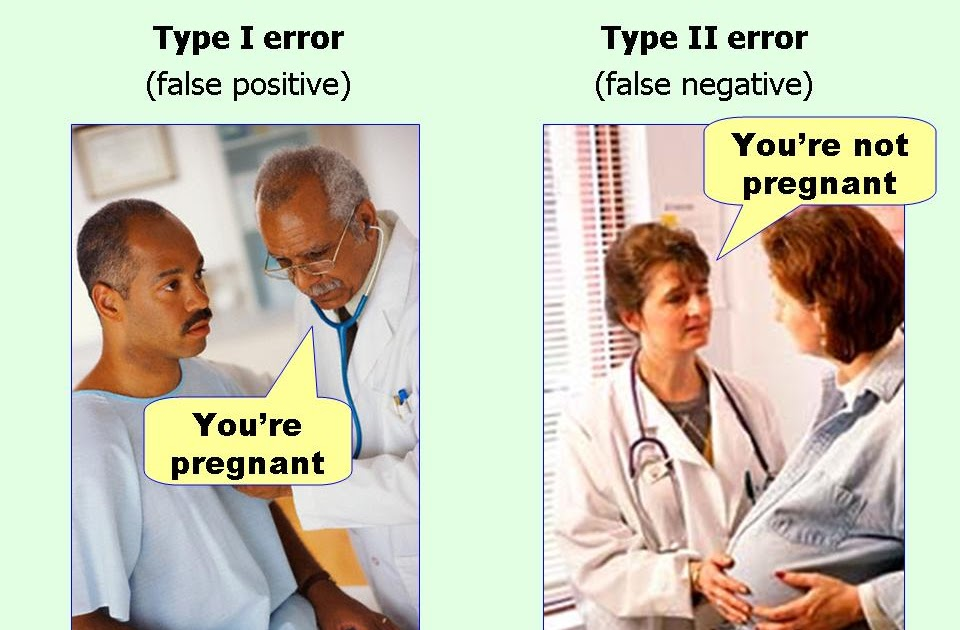 Type I error
(false positive)
You’re
pregnant
Type II error
(false negative)
You’re not
pregnant